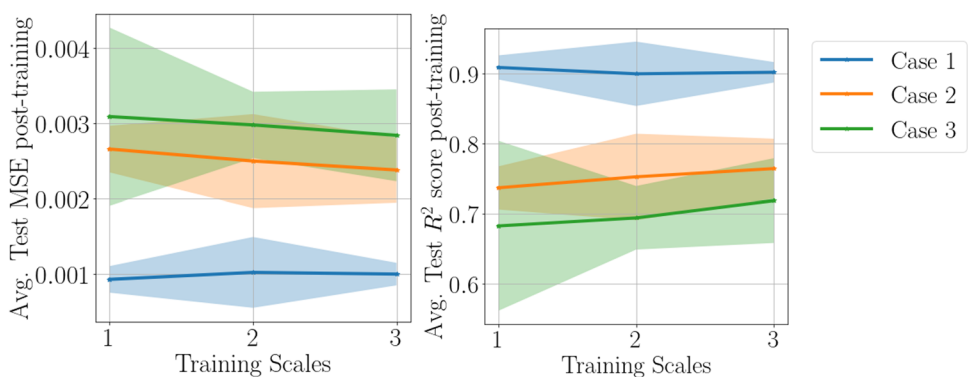 Avg. Test MSE post-training
0.004
0.003
0.002
0.001
1
2
3
Training Scales
Avg. Test R² score post-training
0.9
0.8
0.7
0.6
1
2
3
Training Scales
Case 1
Case 2
Case 3